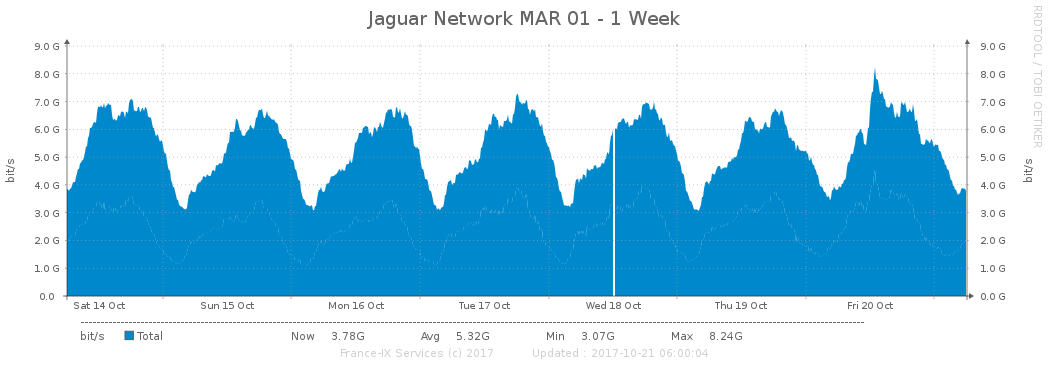 Jaguar Network MAR 01 - 1 Week
RRDTOOL / TOBI OETIKER
bit/s
9.0 G 9.0 G
8.0 G 8.0 G
7.0 G 7.0 G
6.0 G 6.0 G
5.0 G 5.0 G
4.0 G 4.0 G
3.0 G 3.0 G
2.0 G 2.0 G
1.0 G 1.0 G
0.0 0.0 G
bit/s
Sat 14 Oct Sun 15 Oct Mon 16 Oct Tue 17 Oct Wed 18 Oct Thu 19 Oct Fri 20 Oct
bit/s Total Now 3.78G Avg 5.32G Min 3.07G Max 8.24G
France-IX Services (c) 2017 Updated : 2017-10-21 06:00:04